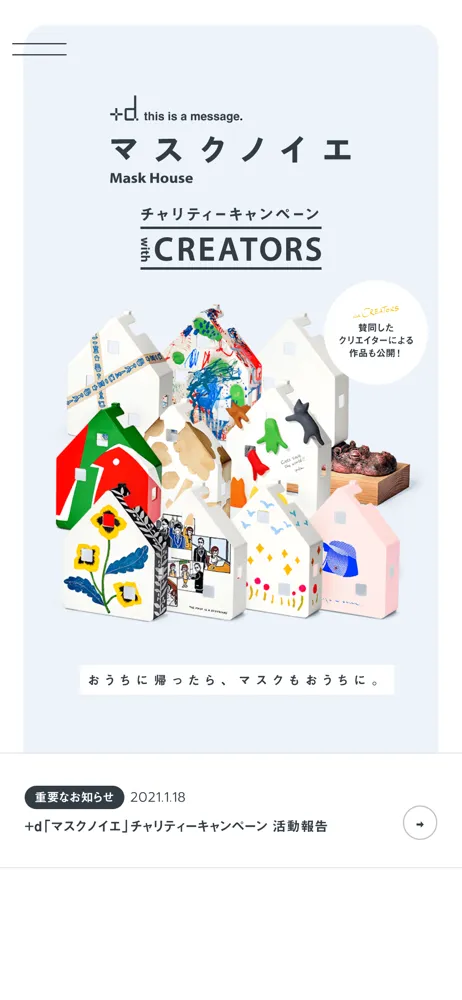 +d. this is a message.
マスクノイエ
Mask House
チャリティーキャンペーン
with CREATORS
with CREATORS
賛同した
クリエイターによる
作品も公開!
おうちに帰ったら、マスクもおうちに。
重要なお知らせ 2021.1.18
+d「マスクノイエ」チャリティーキャンペーン 活動報告